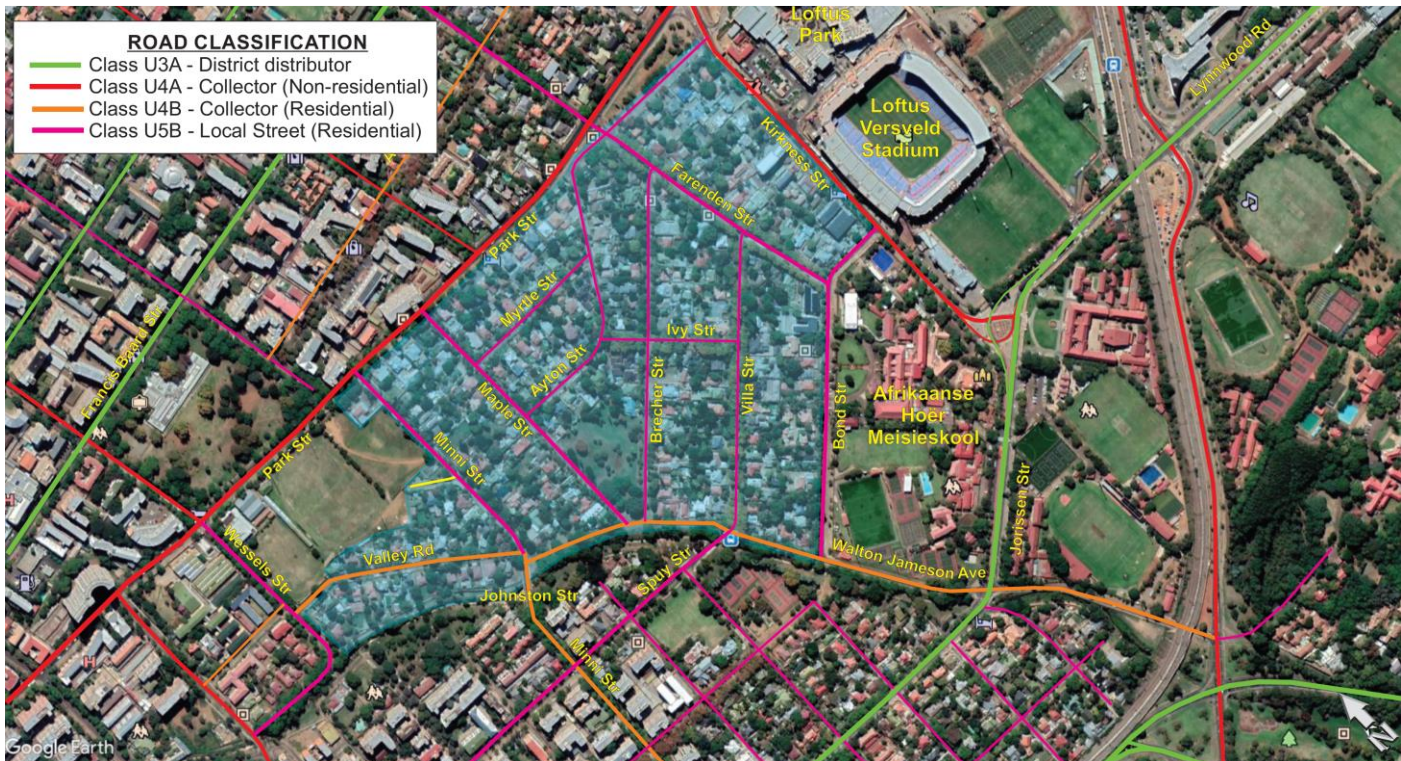 ROAD CLASSIFICATION
Class U3A - District distributor
Class U4A - Collector (Non-residential)
Class U4B - Collector (Residential)
Class U5B - Local Street (Residential)
Loftus
Park
Lynnwood Rd
Loftus
Versveld
Stadium
Kirkness Str
Farenden Str
Park Str
Myrtle Str
Ivy Str
Ayton Str
Francis Baard Str
Maple Str
Brecher Str
Villa Str
Bond Str
Afrikaanse
Hoër
Meisieskool
Minni Str
Park Str
Jorissen Str
Wessels Str
Valley Rd
Spuy Str
Walton Jameson Ave
Johnston Str
Minni Str
H
H
N
Google Earth